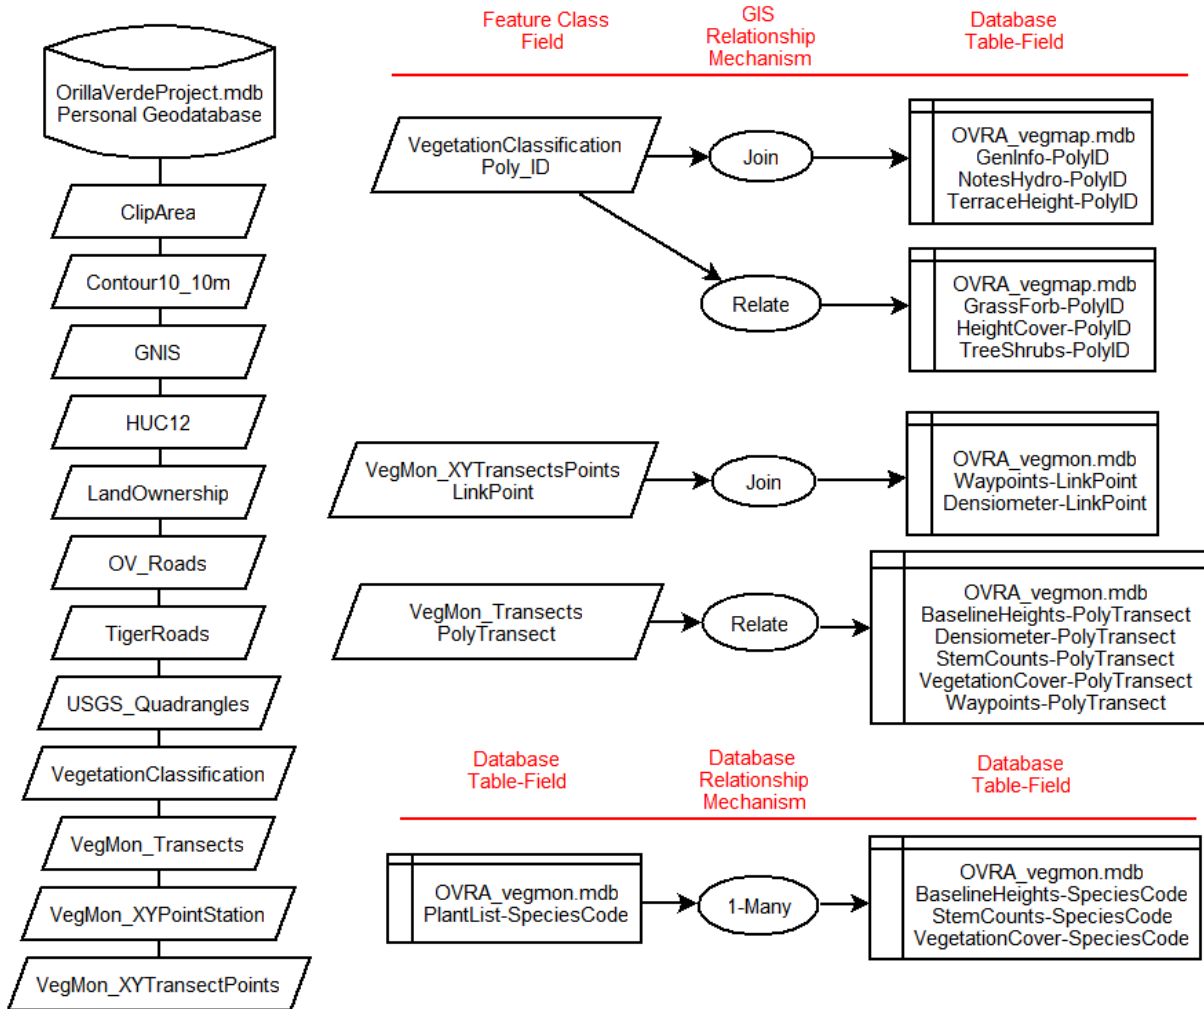 OrillaVerdeProject.mdb
Personal Geodatabase
ClipArea
Contour10_10m
GNIS
HUC12
LandOwnership
OV_Roads
TigerRoads
USGS_Quadrangles
VegetationClassification
VegMon_Transects
VegMon_XYPointStation
VegMon_XYTransectPoints
Feature Class
Field
GIS
Relationship
Mechanism
Database
Table-Field
VegetationClassification
Poly_ID
Join
OVRA_vegmap.mdb
GenInfo-PolyID
NotesHydro-PolyID
TerraceHeight-PolyID
Relate
OVRA_vegmap.mdb
GrassForb-PolyID
HeightCover-PolyID
TreeShrubs-PolyID
VegMon_XYTransectsPoints
LinkPoint
Join
OVRA_vegmon.mdb
Waypoints-LinkPoint
Densiometer-LinkPoint
VegMon_Transects
PolyTransect
Relate
OVRA_vegmon.mdb
BaselineHeights-PolyTransect
Densiometer-PolyTransect
StemCounts-PolyTransect
VegetationCover-PolyTransect
Waypoints-PolyTransect
Database
Table-Field
Database
Relationship
Mechanism
Database
Table-Field
OVRA_vegmon.mdb
PlantList-SpeciesCode
1-Many
OVRA_vegmon.mdb
BaselineHeights-SpeciesCode
StemCounts-SpeciesCode
VegetationCover-SpeciesCode